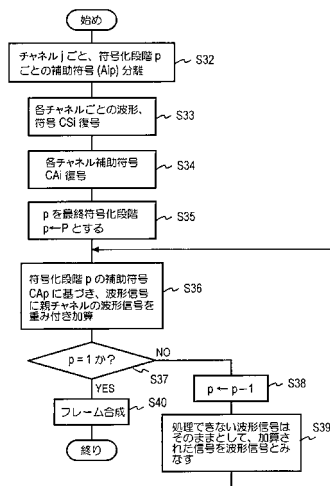 始め
チャネル j ごと、符号化段階 p
ごとの補助符号 (Aip) 分離
S32
各チャネルごとの波形、
符号 CSi 復号
S33
各チャネル補助符号
CAi 復号
S34
p を最終符号化段階
p←P とする
S35
符号化段階 p の補助符号
CAp に基づき、波形信号
に親チャネルの波形信号を
重み付き加算
S36
p = 1 か?
NO
S37
YES
p ← p−1
S38
S40
フレーム合成
処理できない波形信号は
そのままとして、加算され
た信号を波形信号とみ
なす
S39
終り